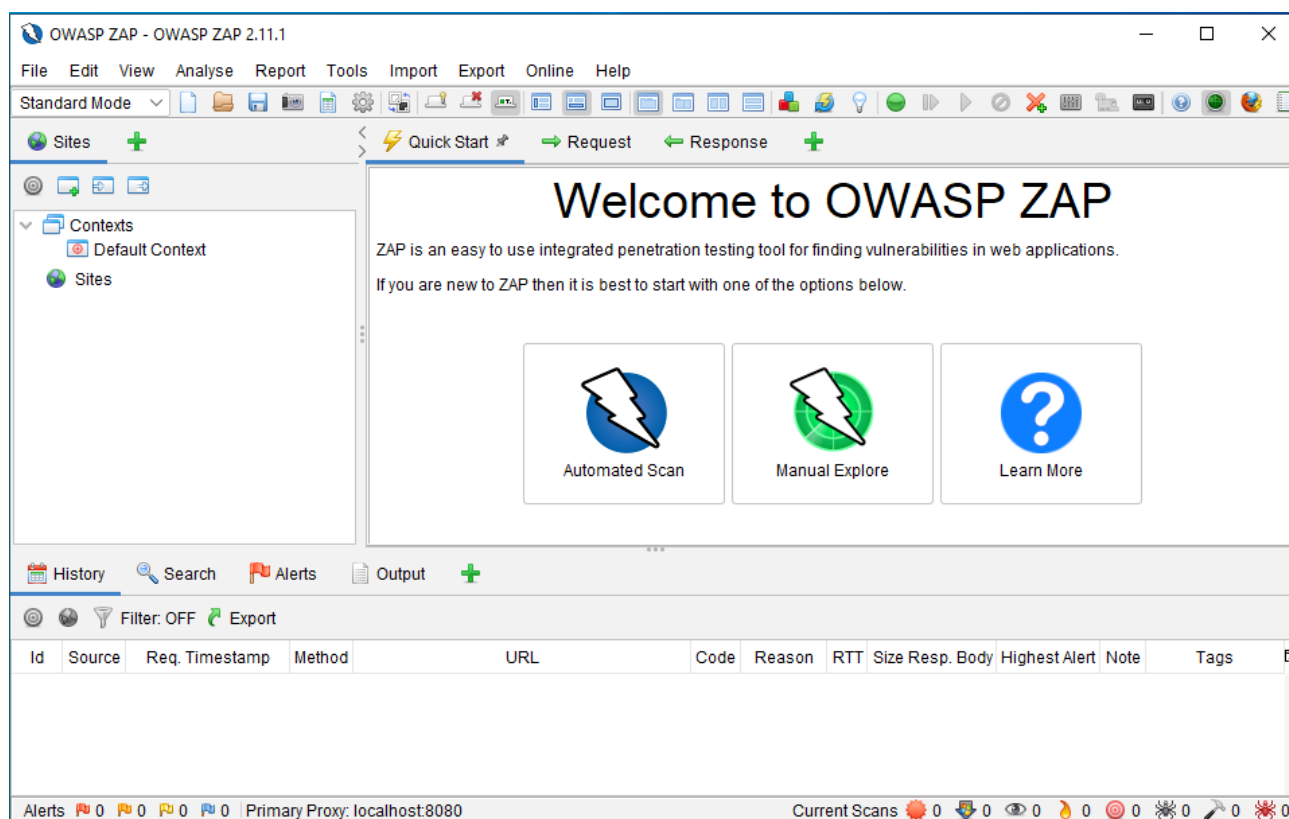 OWASP ZAP - OWASP ZAP 2.11.1
File Edit View Analyse Report Tools Import Export Online Help
Standard Mode
Sites
Quick Start Request Response
Welcome to OWASP ZAP
Contexts
Default Context
Sites
ZAP is an easy to use integrated penetration testing tool for finding vulnerabilities in web applications.
If you are new to ZAP then it is best to start with one of the options below.
Automated Scan Manual Explore Learn More
History Search Alerts Output
Filter: OFF Export
Id Source Req. Timestamp Method URL Code Reason RTT Size Resp. Body Highest Alert Note Tags
Alerts 0 0 0 0 Primary Proxy: localhost:8080 Current Scans 0 0 0 0 0 0 0 0